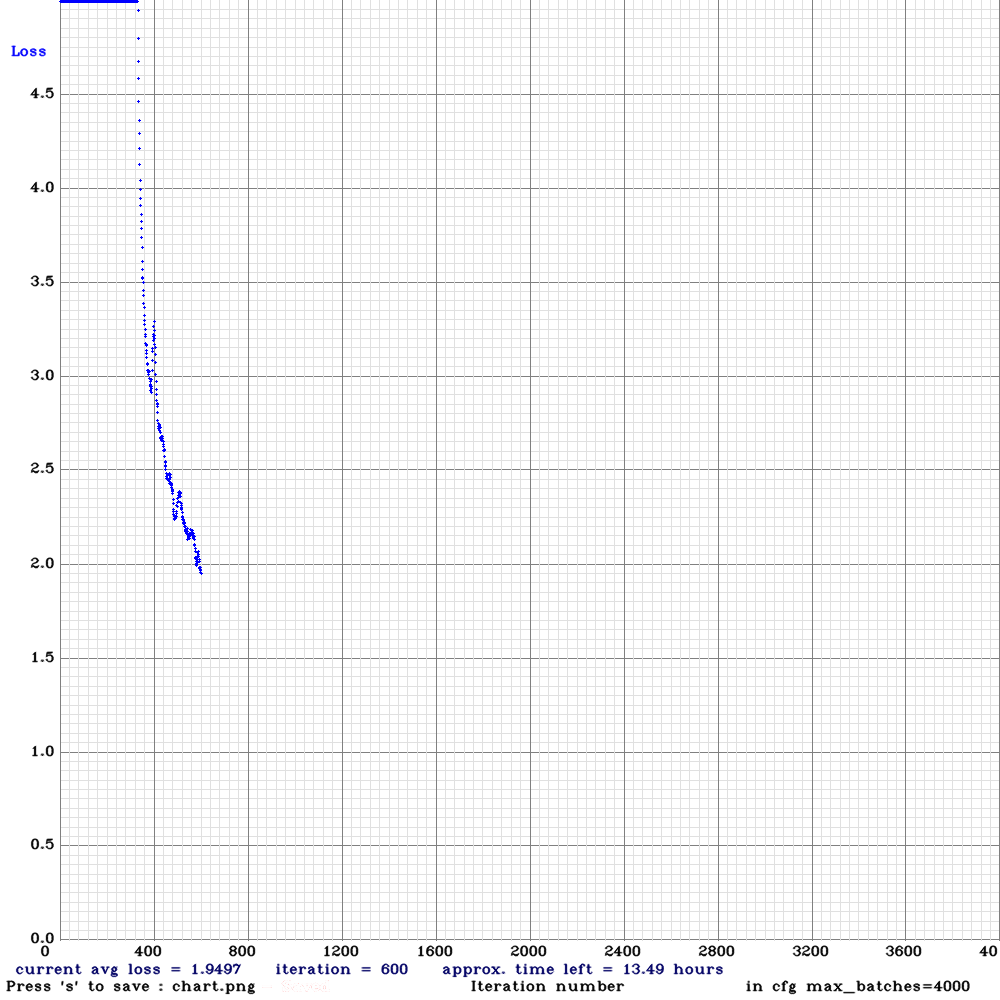 Loss
4.5
4.0
3.5
3.0
2.5
2.0
1.5
1.0
0.5
0.0
0 400 800 1200 1600 2000 2400 2800 3200 3600 40
current avg loss = 1.9497 iteration = 600 approx. time left = 13.49 hours
Press 's' to save : chart.png Iteration number in cfg max_batches=4000